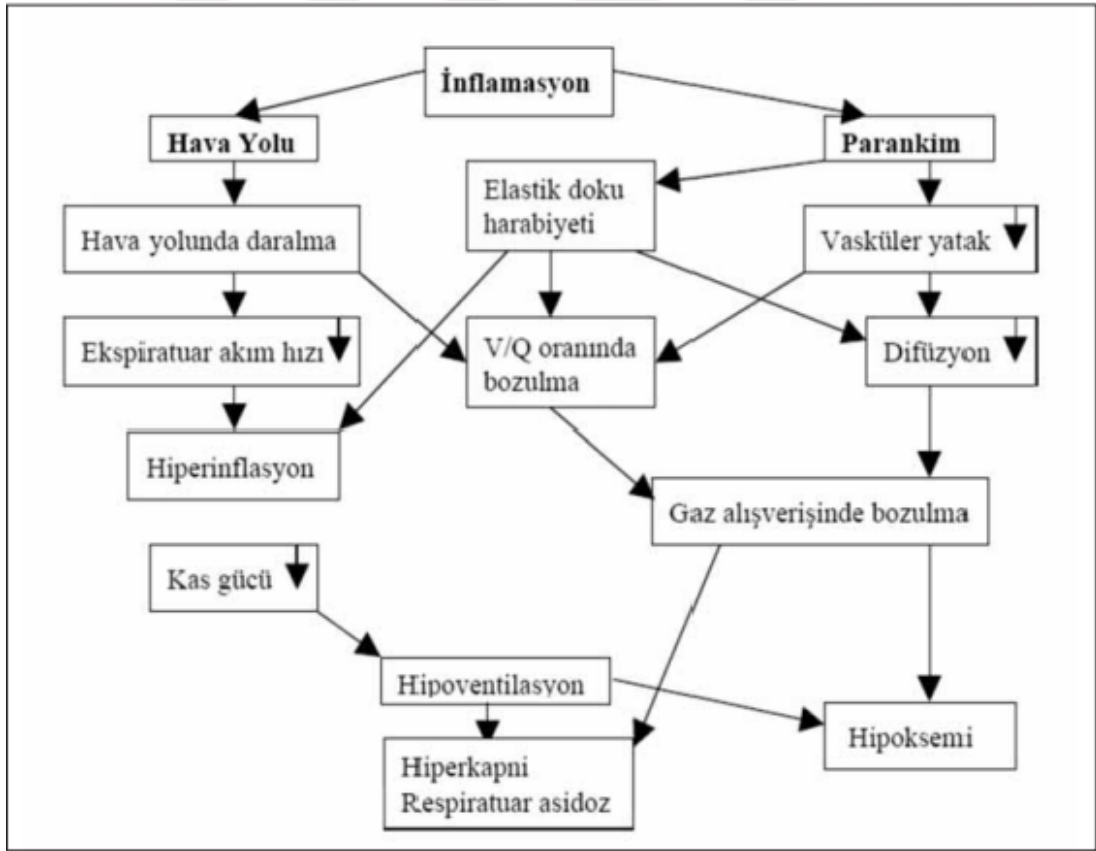 İnflamasyon
Hava Yolu
Parankim
Elastik doku
harabiyeti
Hava yolunda daralma
Vasküler yatak
Ekspiratuar akım hızı
V/Q oranında
bozulma
Difüzyon
Hiperinflasyon
Gaz alışverişinde bozulma
Kas gücü
Hipoventilasyon
Hipoksemi
Hiperkapni
Respiratuar asidoz